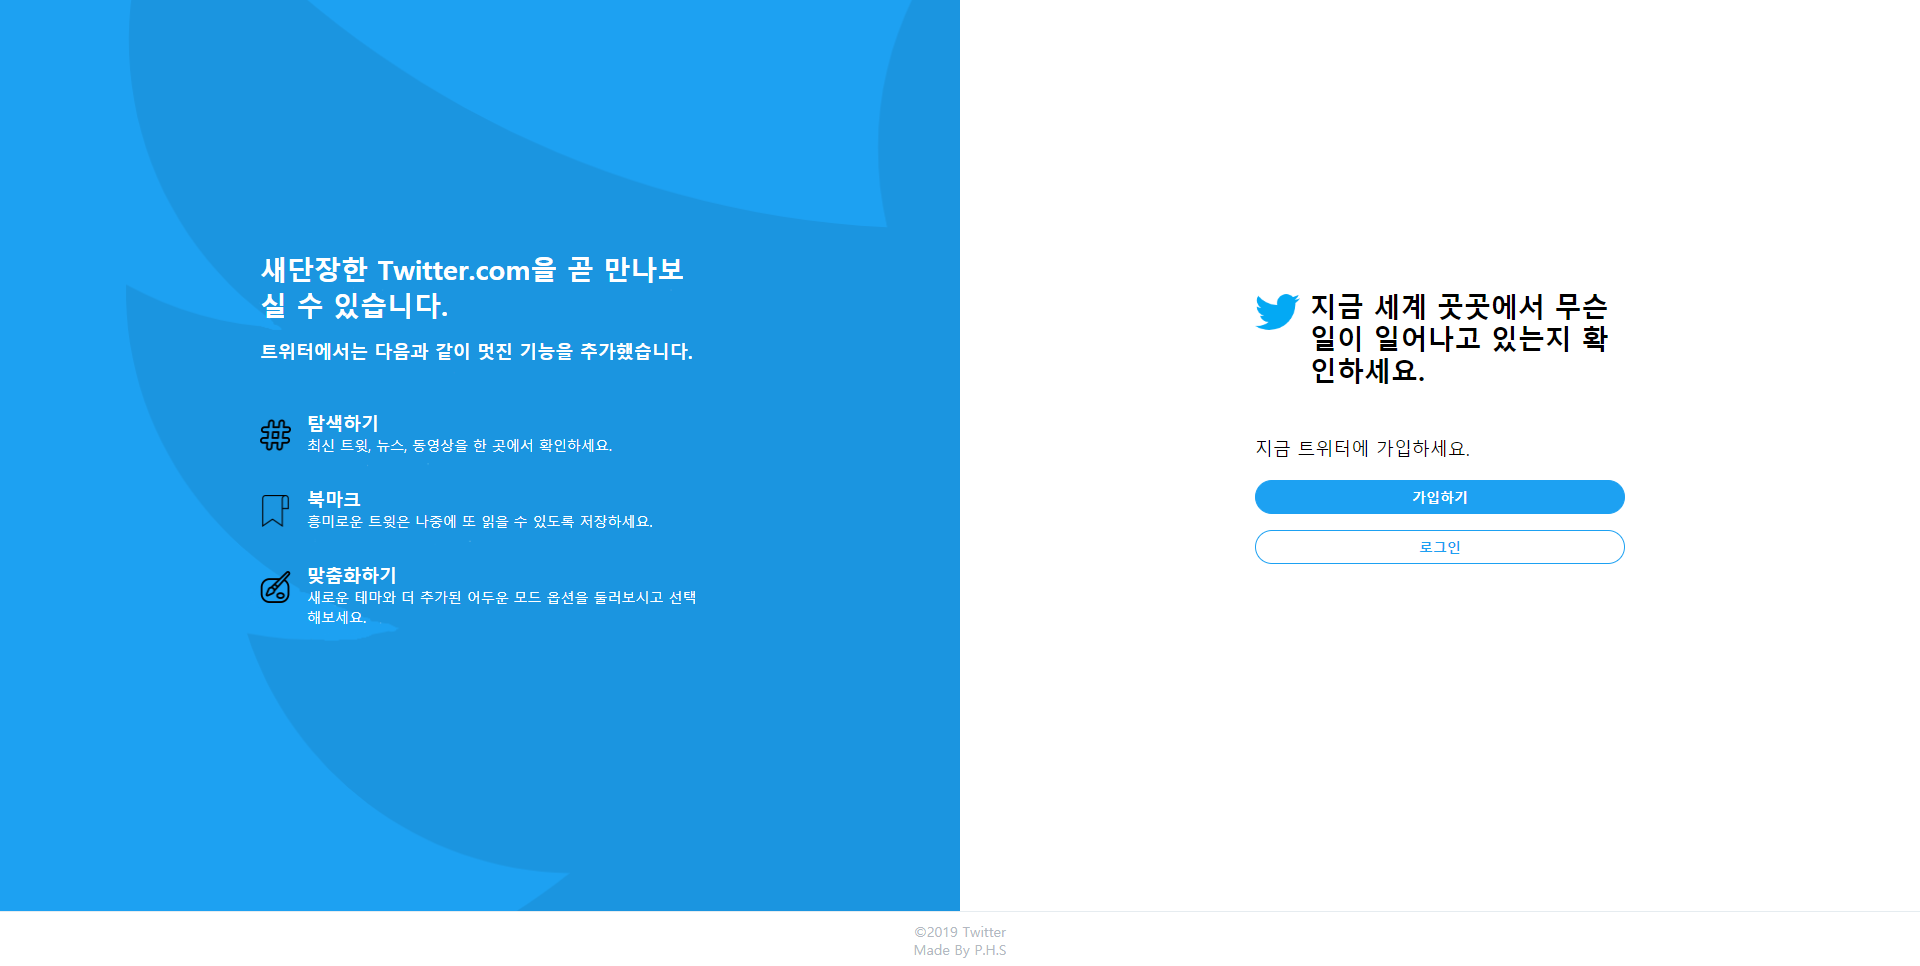 새단장한 Twitter.com을 곧 만나보
실 수 있습니다.
트위터에서는 다음과 같이 멋진 기능을 추가했습니다.
탐색하기
최신 트윗, 뉴스, 동영상을 한 곳에서 확인하세요.
북마크
흥미로운 트윗은 나중에 또 읽을 수 있도록 저장하세요.
맞춤화하기
새로운 테마와 더 추가된 어두운 모드 옵션을 둘러보시고 선택
해보세요.
지금 세계 곳곳에서 무슨
일이 일어나고 있는지 확
인하세요.
지금 트위터에 가입하세요.
가입하기
로그인
©2019 Twitter
Made By P.H.S